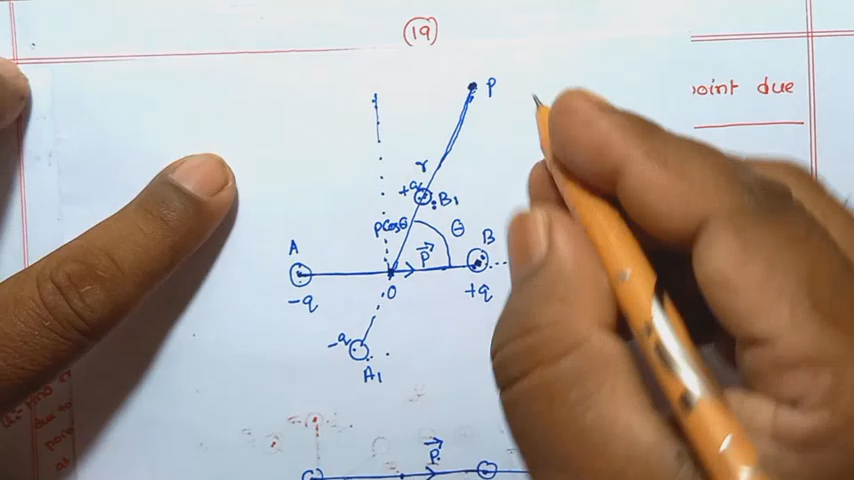 (19)
P
oint due
r
+q
B₁
pcosθ
θ
A
B
p⃗
-q
O
+q
-q
A₁
p⃗